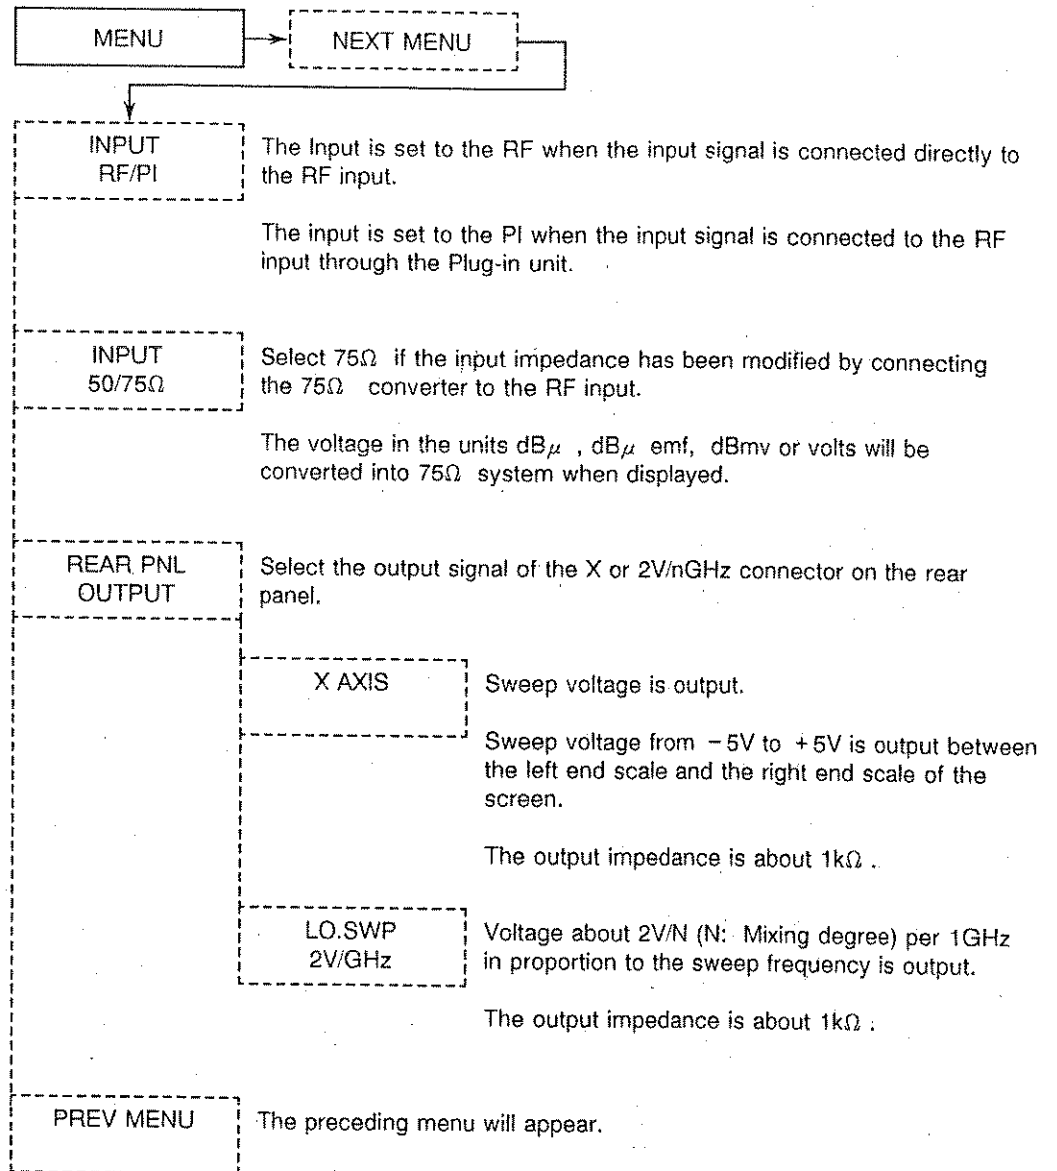 MENU
NEXT MENU
INPUT
RF/PI
The Input is set to the RF when the input signal is connected directly to
the RF input.
The input is set to the PI when the input signal is connected to the RF
input through the Plug-in unit.
INPUT
50/75Ω
Select 75Ω if the input impedance has been modified by connecting
the 75Ω converter to the RF input.
The voltage in the units dBμ , dBμ emf, dBmv or volts will be
converted into 75Ω system when displayed.
REAR PNL
OUTPUT
Select the output signal of the X or 2V/nGHz connector on the rear
panel.
X AXIS
Sweep voltage is output.
Sweep voltage from −5V to +5V is output between
the left end scale and the right end scale of the
screen.
The output impedance is about 1kΩ .
LO.SWP
2V/GHz
Voltage about 2V/N (N: Mixing degree) per 1GHz
in proportion to the sweep frequency is output.
The output impedance is about 1kΩ .
PREV MENU
The preceding menu will appear.